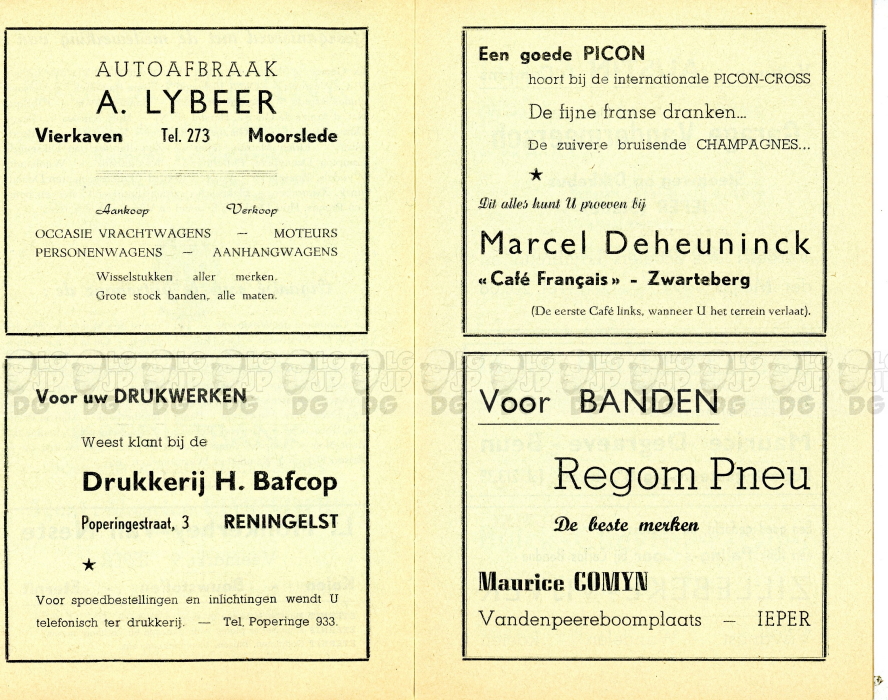 AUTOAFBRAAK
A. LYBEER
Vierkaven Tel. 273 Moorslede
Aankoop Verkoop
OCCASIE VRACHTWAGENS — MOTEURS
PERSONENWAGENS — AANHANGWAGENS
Wisselstukken aller merken.
Grote stock banden, alle maten.
Voor uw DRUKWERKEN
Weest klant bij de
Drukkerij H. Bafcop
Poperingestraat, 3 RENINGELST
★
Voor spoedbestellingen en inlichtingen wendt U
telefonisch ter drukkerij. — Tel. Poperinge 933.
Een goede PICON
hoort bij de internationale PICON-CROSS
De fijne franse dranken...
De zuivere bruisende CHAMPAGNES...
★
Dit alles kunt U proeven bij
Marcel Deheuninck
«Café Français» - Zwarteberg
(De eerste Café links, wanneer U het terrein verlaat).
Voor BANDEN
Regom Pneu
De beste merken
Maurice COMYN
Vandenpeereboomplaats — IEPER